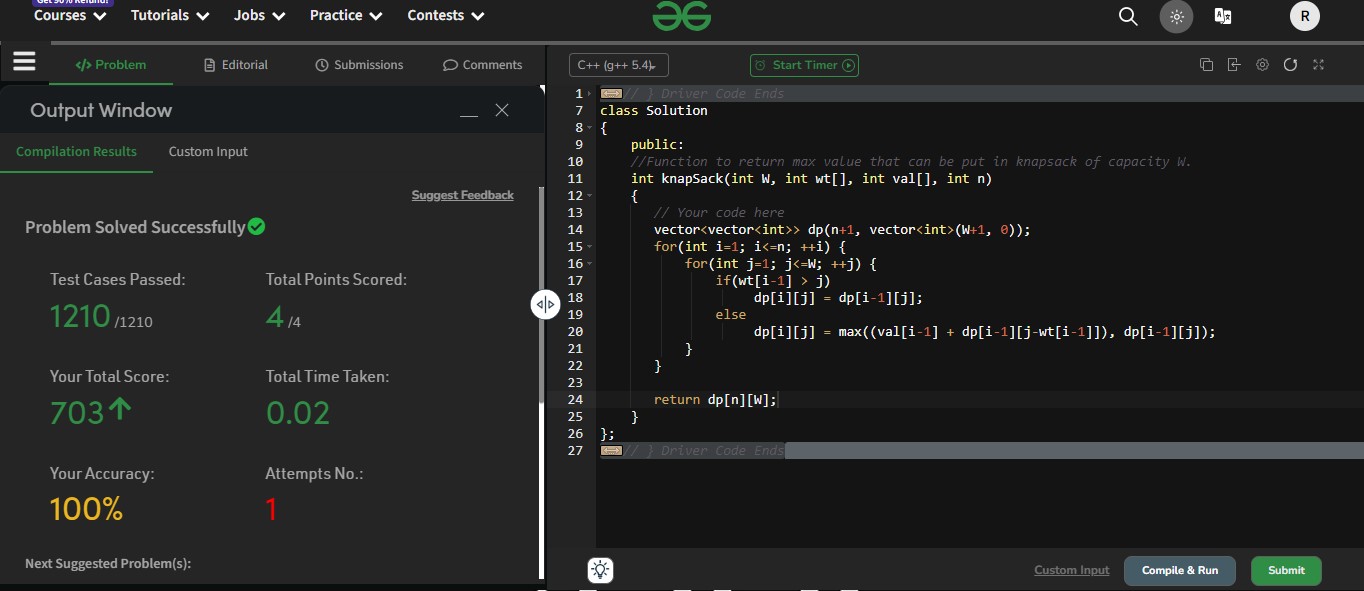 Get 90% Refund!
Courses
Tutorials
Jobs
Practice
Contests
R
</> Problem
Editorial
Submissions
Comments
C++ (g++ 5.4)
Start Timer
Output Window
Compilation Results
Custom Input
Suggest Feedback
Problem Solved Successfully
Test Cases Passed:
1210 /1210
Total Points Scored:
4 /4
Your Total Score:
703
Total Time Taken:
0.02
Your Accuracy:
100%
Attempts No.:
1
Next Suggested Problem(s):
1 // } Driver Code Ends
7 class Solution
8 {
9 public:
10 //Function to return max value that can be put in knapsack of capacity W.
11 int knapSack(int W, int wt[], int val[], int n)
12 {
13 // Your code here
14 vector<vector<int>> dp(n+1, vector<int>(W+1, 0));
15 for(int i=1; i<=n; ++i) {
16 for(int j=1; j<=W; ++j) {
17 if(wt[i-1] > j)
18 dp[i][j] = dp[i-1][j];
19 else
20 dp[i][j] = max((val[i-1] + dp[i-1][j-wt[i-1]]), dp[i-1][j]);
21 }
22 }
23
24 return dp[n][W];
25 }
26 };
27 // } Driver Code Ends
Custom Input
Compile & Run
Submit